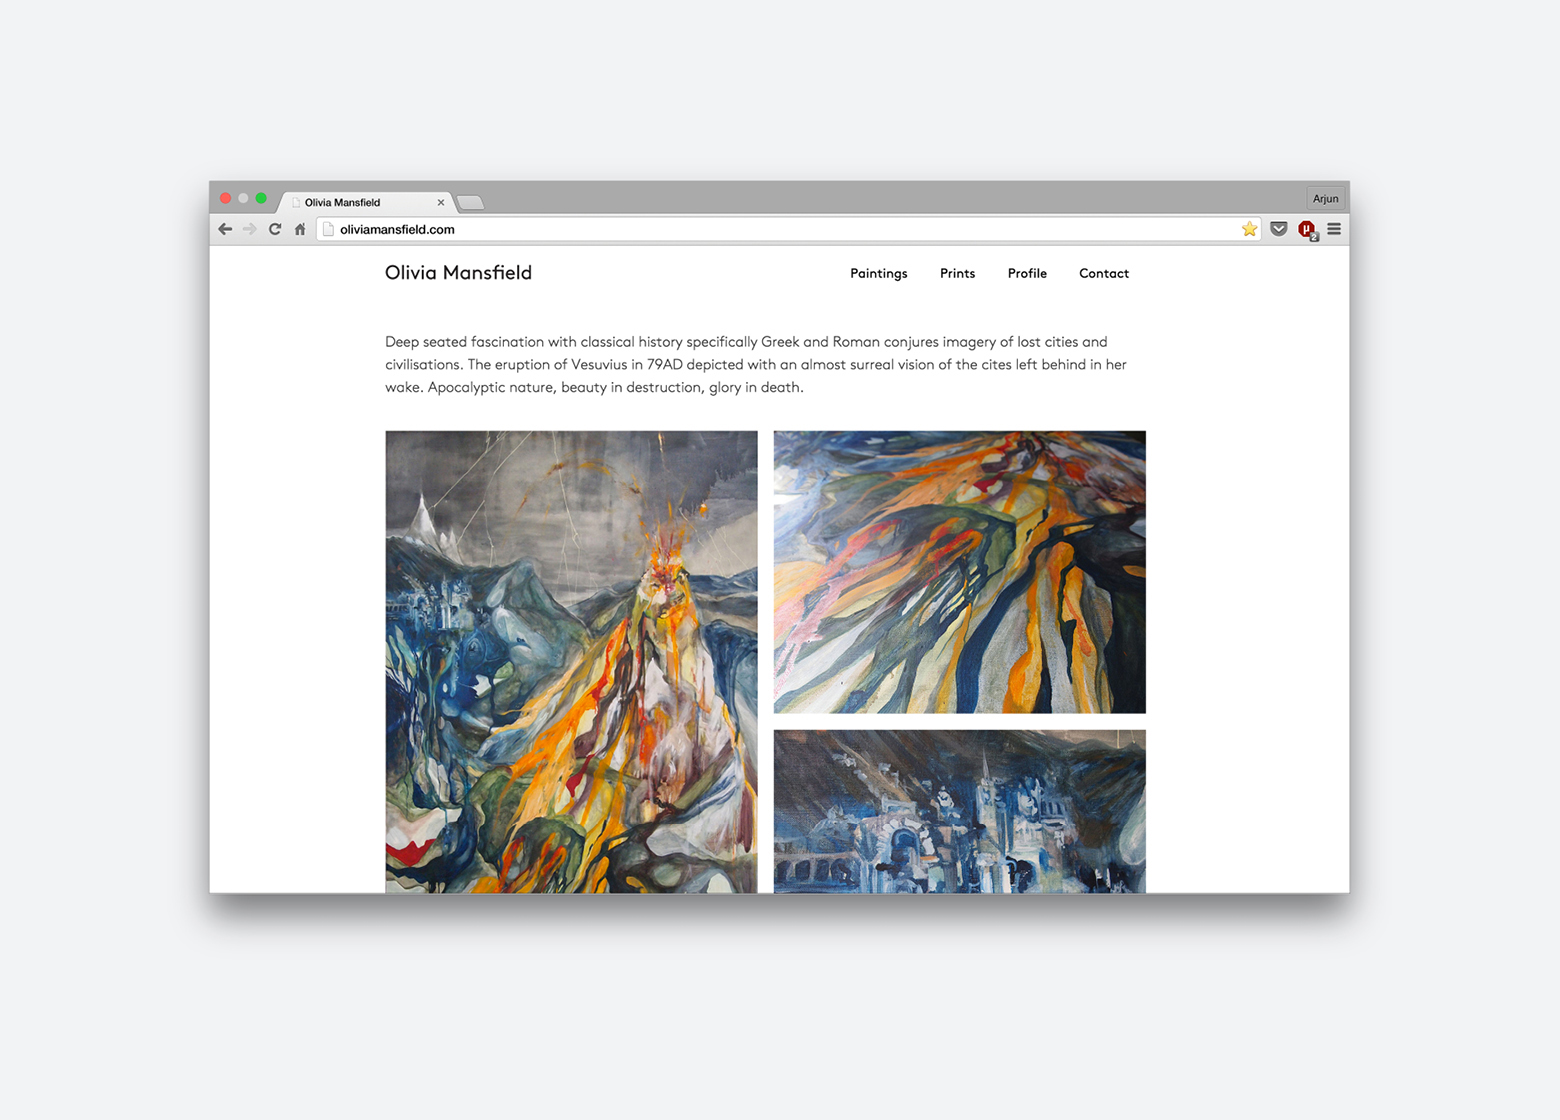 Olivia Mansfield
Arjun
oliviamansfield.com
2
Olivia Mansfield
Paintings Prints Profile Contact
Deep seated fascination with classical history specifically Greek and Roman conjures imagery of lost cities and
civilisations. The eruption of Vesuvius in 79AD depicted with an almost surreal vision of the cites left behind in her
wake. Apocalyptic nature, beauty in destruction, glory in death.